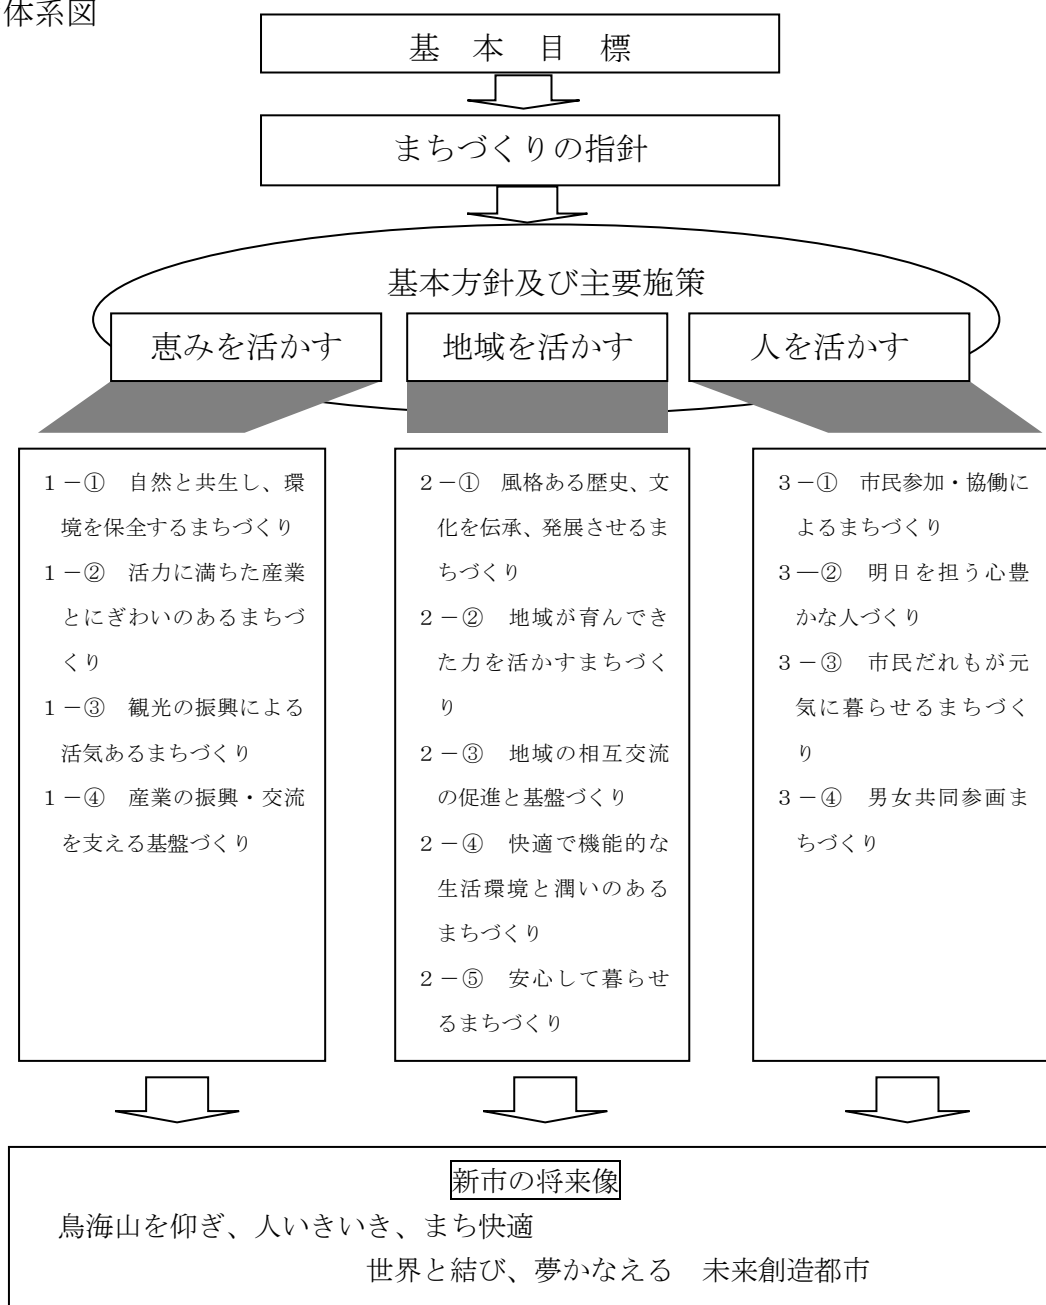 体系図
基　本　目　標
まちづくりの指針
基本方針及び主要施策
恵みを活かす
地域を活かす
人を活かす
１－①　自然と共生し、環
境を保全するまちづくり
１－②　活力に満ちた産業
とにぎわいのあるまちづ
くり
１－③　観光の振興による
活気あるまちづくり
１－④　産業の振興・交流
を支える基盤づくり
２－①　風格ある歴史、文
化を伝承、発展させるま
ちづくり
２－②　地域が育んでき
た力を活かすまちづく
り
２－③　地域の相互交流
の促進と基盤づくり
２－④　快適で機能的な
生活環境と潤いのある
まちづくり
２－⑤　安心して暮らせ
るまちづくり
３－①　市民参加・協働に
よるまちづくり
３―②　明日を担う心豊
かな人づくり
３－③　市民だれもが元
気に暮らせるまちづく
り
３－④　男女共同参画ま
ちづくり
新市の将来像
鳥海山を仰ぎ、人いきいき、まち快適
世界と結び、夢かなえる　未来創造都市